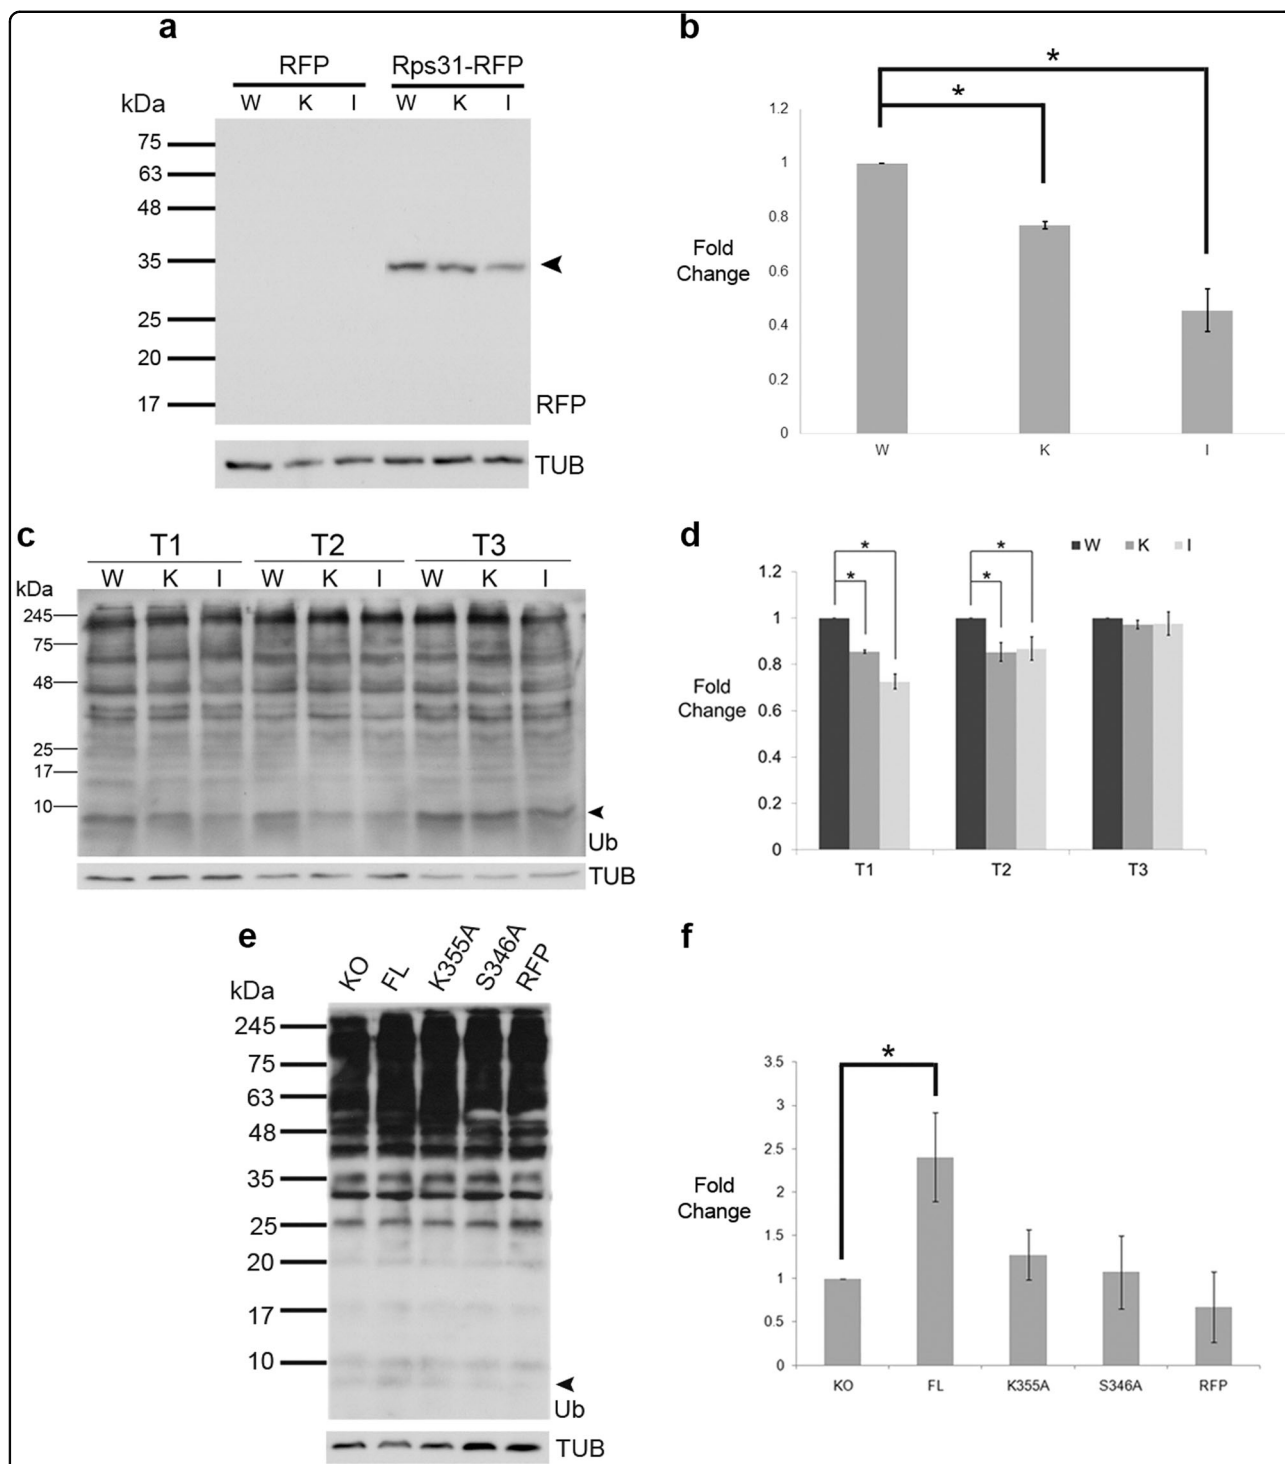 a
RFP Rps31-RFP
kDa W K I W K I
75
63
48
35
25
20
17
RFP
TUB
b
* *
1.2
1
0.8
0.6
0.4
0.2
0
Fold
Change
W K I
c
T1 T2 T3
W K I W K I W K I
kDa
245
75
48
25
17
10
Ub
TUB
d
W K I
* * * *
1.2
1
0.8
0.6
0.4
0.2
0
Fold
Change
T1 T2 T3
e
KO FL K355A S346A RFP
kDa
245
75
63
48
35
25
20
17
10
Ub
TUB
f
*
3.5
3
2.5
2
1.5
1
0.5
0
Fold
Change
KO FL K355A S346A RFP